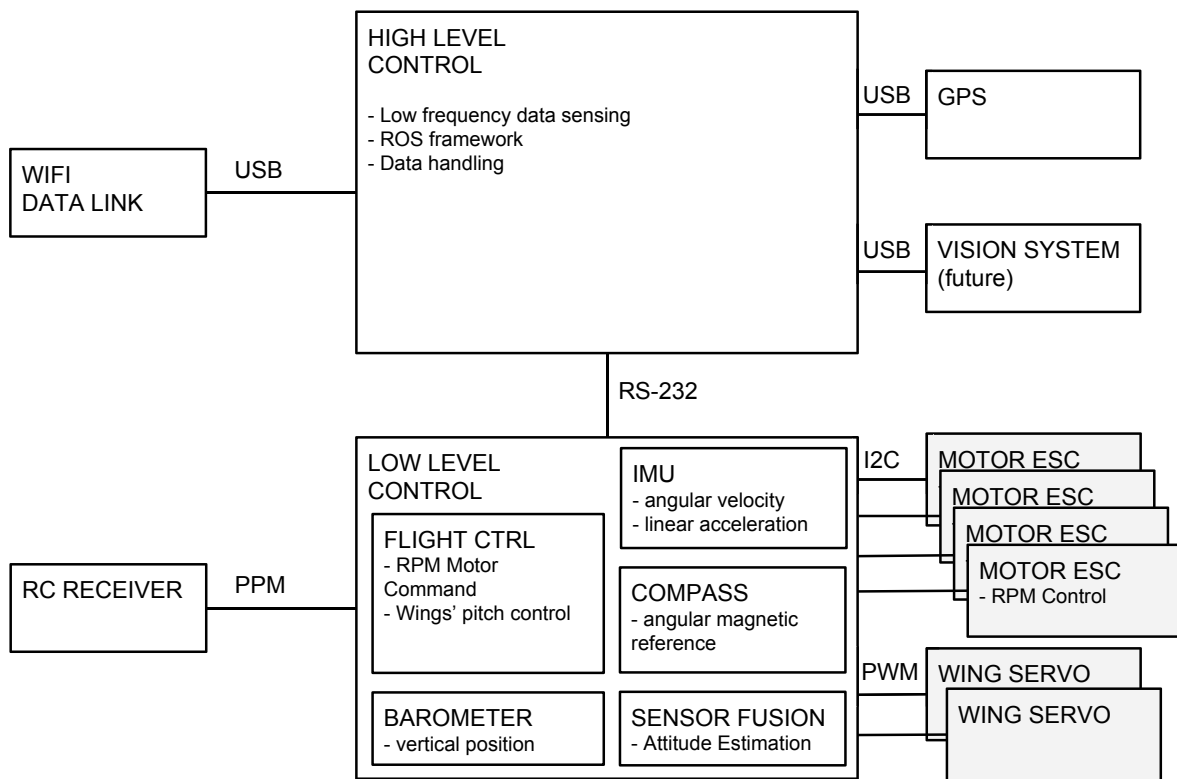 HIGH LEVEL
CONTROL
- Low frequency data sensing
- ROS framework
- Data handling
USB
GPS
WIFI
DATA LINK
USB
USB
VISION SYSTEM
(future)
RS-232
LOW LEVEL
CONTROL
FLIGHT CTRL
- RPM Motor
Command
- Wings’ pitch control
IMU
- angular velocity
- linear acceleration
COMPASS
- angular magnetic
reference
BAROMETER
- vertical position
SENSOR FUSION
- Attitude Estimation
RC RECEIVER
PPM
I2C
MOTOR ESC
MOTOR ESC
MOTOR ESC
MOTOR ESC
- RPM Control
PWM
WING SERVO
WING SERVO